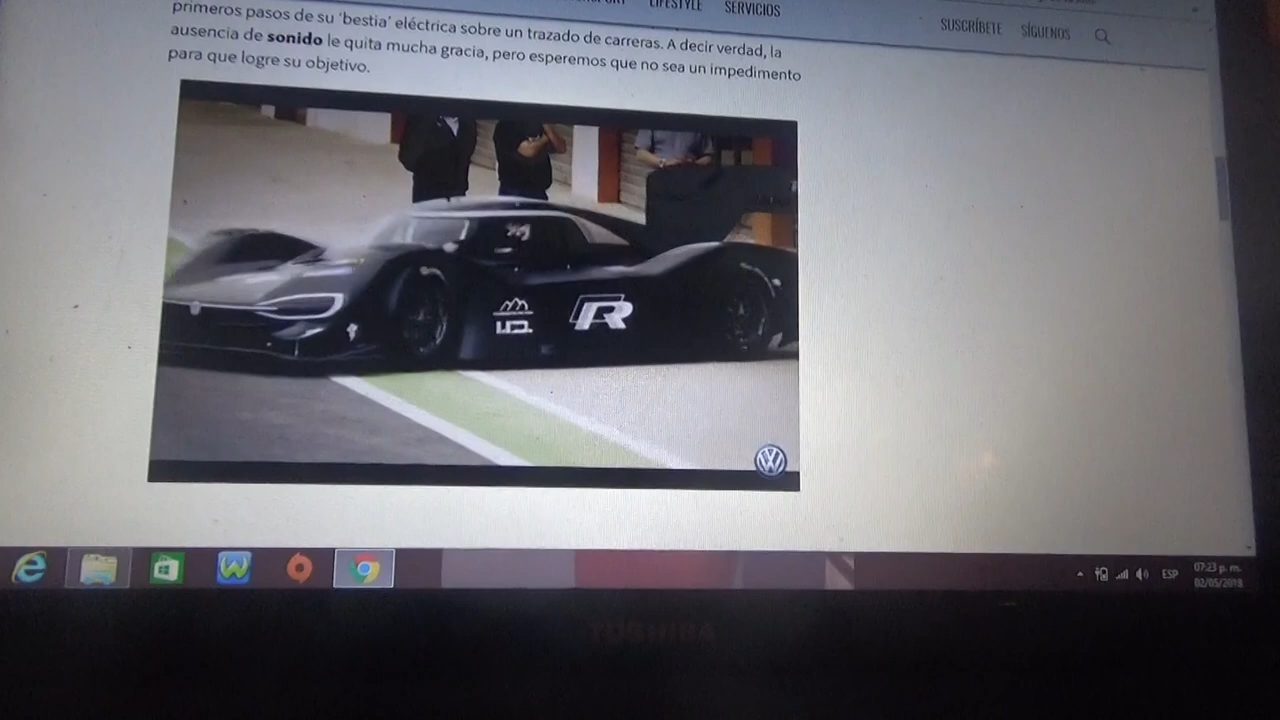 LIFESTYLE SERVICIOS
SUSCRÍBETE SÍGUENOS
primeros pasos de su 'bestia' eléctrica sobre un trazado de carreras. A decir verdad, la
ausencia de sonido le quita mucha gracia, pero esperemos que no sea un impedimento
para que logre su objetivo.
I.D.
R
VW
ESP
07:23 p. m.
02/05/2018
TOSHIBA